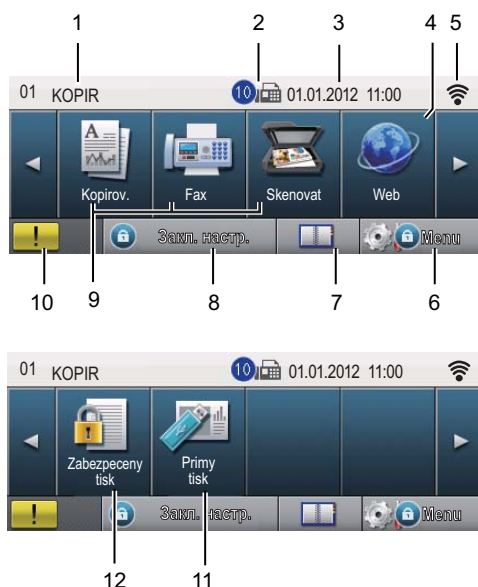 1 2 3 4 5
01 KOPIR 10 01.01.2012 11:00
Kopirov. Fax Skenovat Web
! Закл. настр. Menu
10 9 8 7 6
01 KOPIR 10 01.01.2012 11:00
Zabezpeceny tisk Primy tisk
! Закл. настр. Menu
12 11